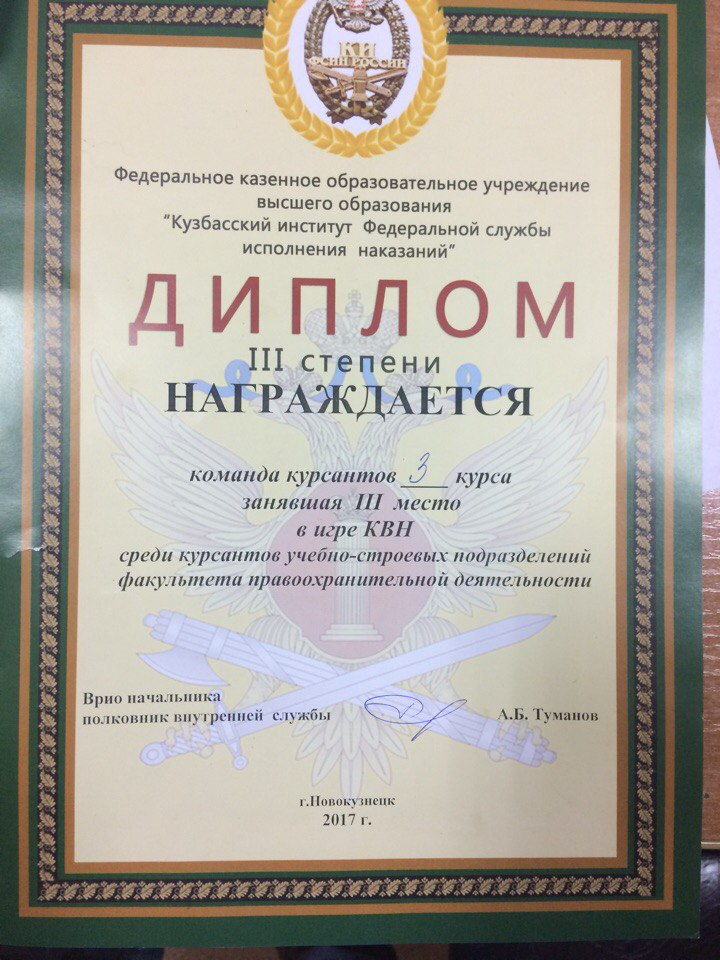 КИ
ФСИН РОССИИ
Федеральное казенное образовательное учреждение
высшего образования
"Кузбасский институт Федеральной службы
исполнения наказаний"
ДИПЛОМ
III степени
НАГРАЖДАЕТСЯ
команда курсантов 3 курса
занявшая III место
в игре КВН
среди курсантов учебно-строевых подразделений
факультета правоохранительной деятельности
Врио начальника
полковник внутренней службы А.Б. Туманов
г.Новокузнецк
2017 г.